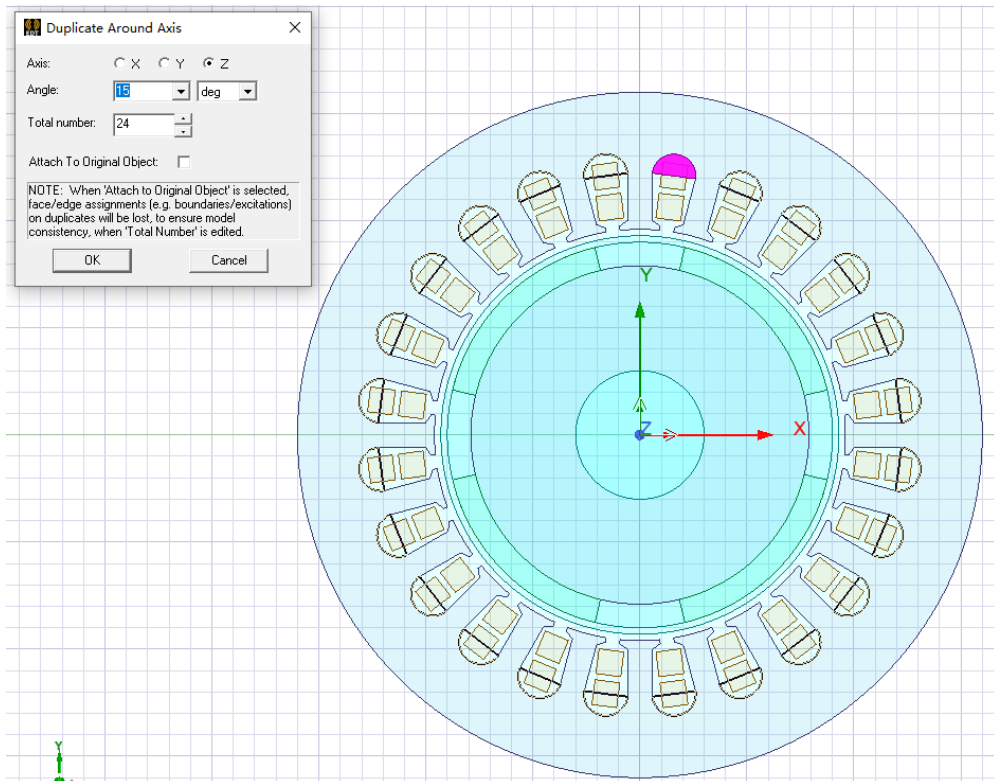 Duplicate Around Axis
Axis: X Y Z
Angle: 15 deg
Total number: 24
Attach To Original Object:
NOTE: When 'Attach to Original Object' is selected,
face/edge assignments (e.g. boundaries/excitations)
on duplicates will be lost, to ensure model
consistency, when 'Total Number' is edited.
OK Cancel
Y
Z X
Y